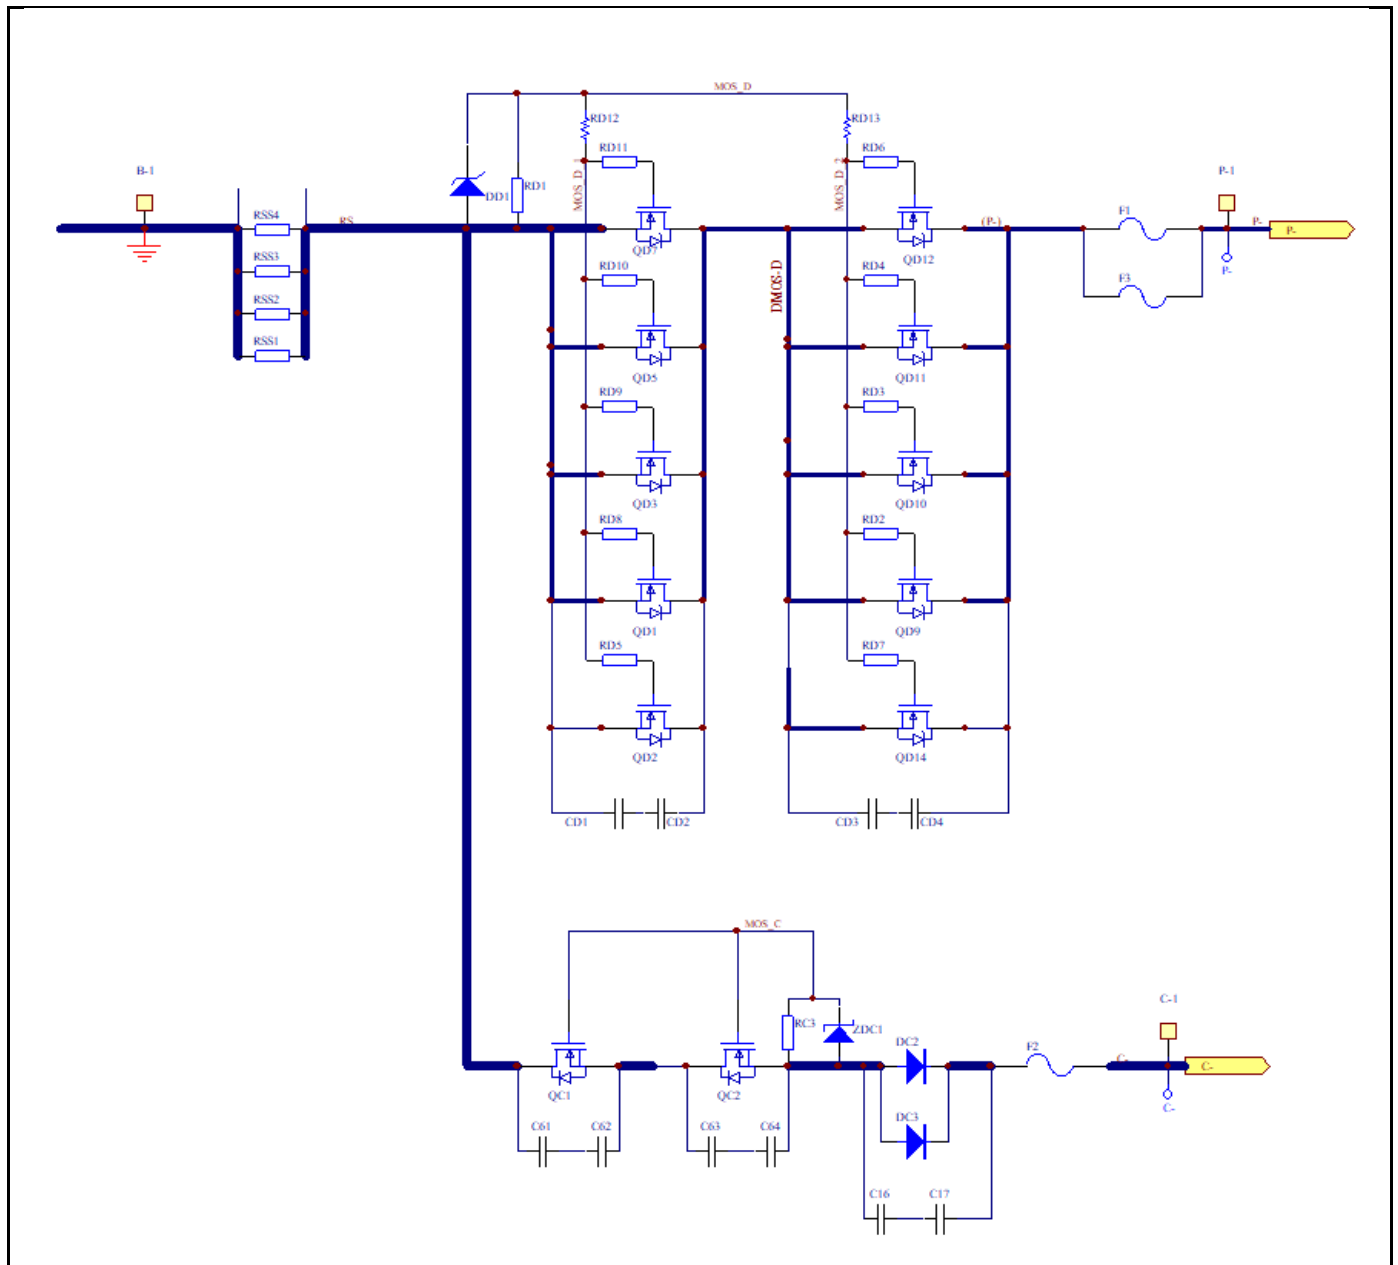 MOS_D
RD12
RD13
RD11
RD6
B-1
MOS_D_1
MOS_D_2
P-1
DD1
RD1
RSS4
RS
F1
(P-)
P-
P-
QD7
QD12
RSS3
RD10
RD4
F3
P-
DMOS-D
RSS2
RSS1
QD5
QD11
RD9
RD3
QD3
QD10
RD8
RD2
QD1
QD9
RD5
RD7
QD2
QD14
CD1
CD2
CD3
CD4
MOS_C
C-1
RC3
ZDC1
DC2
F2
C-
C-
QC1
QC2
C-
DC3
C61
C62
C63
C64
C16
C17